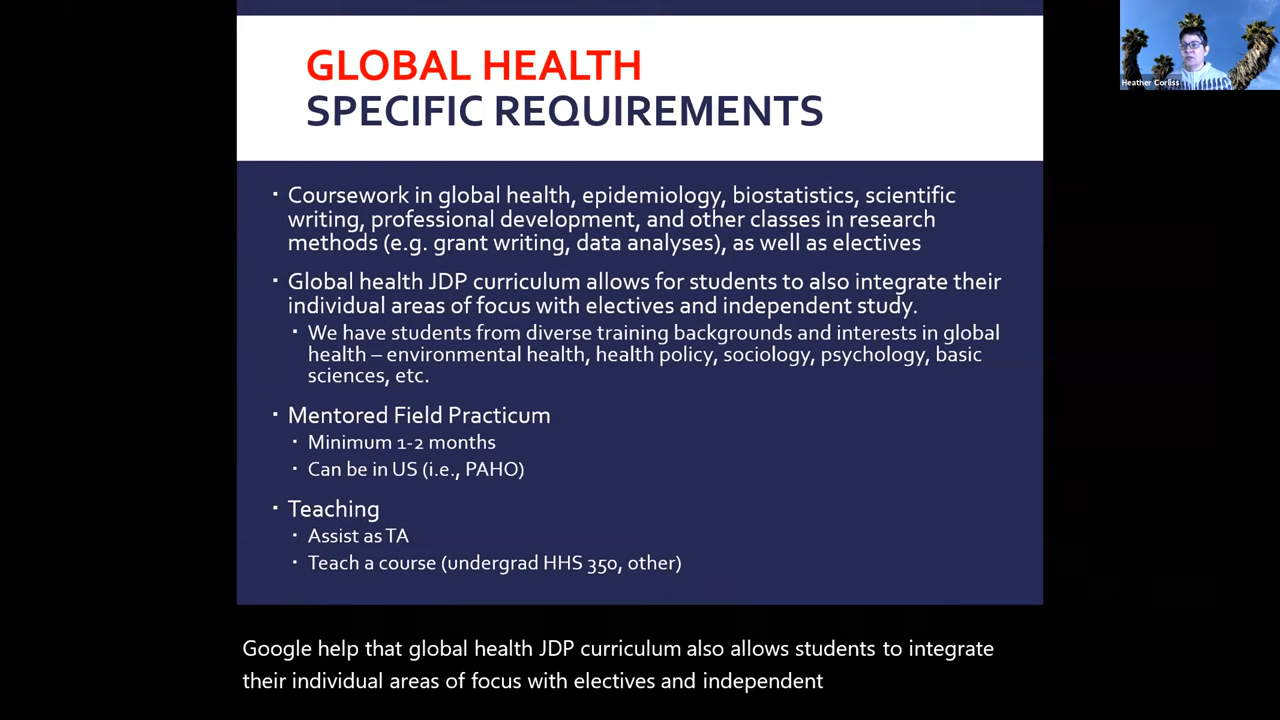 GLOBAL HEALTH
SPECIFIC REQUIREMENTS
Heather Corliss
▪ Coursework in global health, epidemiology, biostatistics, scientific
writing, professional development, and other classes in research
methods (e.g. grant writing, data analyses), as well as electives
▪ Global health JDP curriculum allows for students to also integrate their
individual areas of focus with electives and independent study.
▪ We have students from diverse training backgrounds and interests in global
health – environmental health, health policy, sociology, psychology, basic
sciences, etc.
▪ Mentored Field Practicum
▪ Minimum 1-2 months
▪ Can be in US (i.e., PAHO)
▪ Teaching
▪ Assist as TA
▪ Teach a course (undergrad HHS 350, other)
Google help that global health JDP curriculum also allows students to integrate
their individual areas of focus with electives and independent